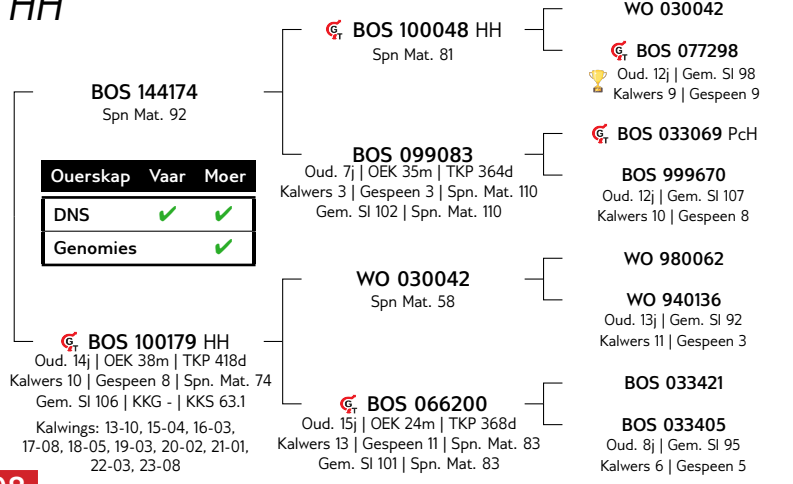 HH
BOS 144174
Spn Mat. 92
Ouerskap Vaar Moer
DNS ✔ ✔
Genomies ✔
GT BOS 100179 HH
Oud. 14j | OEK 38m | TKP 418d
Kalwers 10 | Gespeen 8 | Spn. Mat. 74
Gem. SI 106 | KKG - | KKS 63.1
Kalwings: 13-10, 15-04, 16-03,
17-08, 18-05, 19-03, 20-02, 21-01,
22-03, 23-08
GT BOS 100048 HH
Spn Mat. 81
BOS 099083
Oud. 7j | OEK 35m | TKP 364d
Kalwers 3 | Gespeen 3 | Spn. Mat. 110
Gem. SI 102 | Spn. Mat. 110
WO 030042
Spn Mat. 58
GT BOS 066200
Oud. 15j | OEK 24m | TKP 368d
Kalwers 13 | Gespeen 11 | Spn. Mat. 83
Gem. SI 101 | Spn. Mat. 83
WO 030042
GT BOS 077298
Oud. 12j | Gem. SI 98
Kalwers 9 | Gespeen 9
GT BOS 033069 PcH
BOS 999670
Oud. 12j | Gem. SI 107
Kalwers 10 | Gespeen 8
WO 980062
WO 940136
Oud. 13j | Gem. SI 92
Kalwers 11 | Gespeen 3
BOS 033421
BOS 033405
Oud. 8j | Gem. SI 95
Kalwers 6 | Gespeen 5